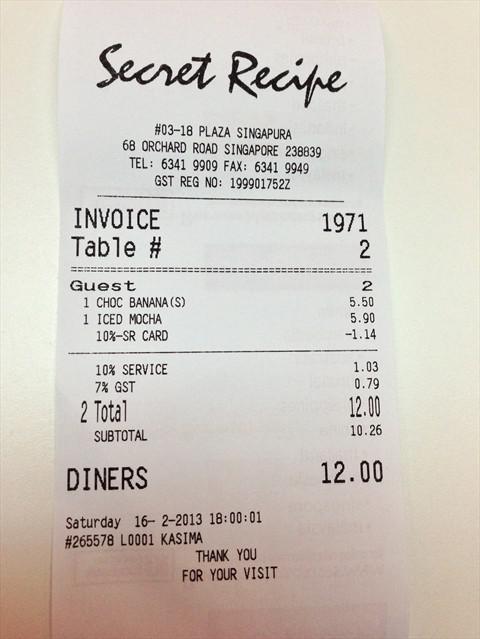 Secret Recipe
#03-18 PLAZA SINGAPURA
68 ORCHARD ROAD SINGAPORE 238839
TEL: 6341 9909 FAX: 6341 9949
GST REG NO: 199901752Z
INVOICE 1971
Table # 2
Guest 2
1 CHOC BANANA(S) 5.50
1 ICED MOCHA 5.90
10%-SR CARD -1.14
10% SERVICE 1.03
7% GST 0.79
2 Total 12.00
SUBTOTAL 10.26
DINERS 12.00
Saturday 16- 2-2013 18:00:01
#265578 L0001 KASIMA
THANK YOU
FOR YOUR VISIT